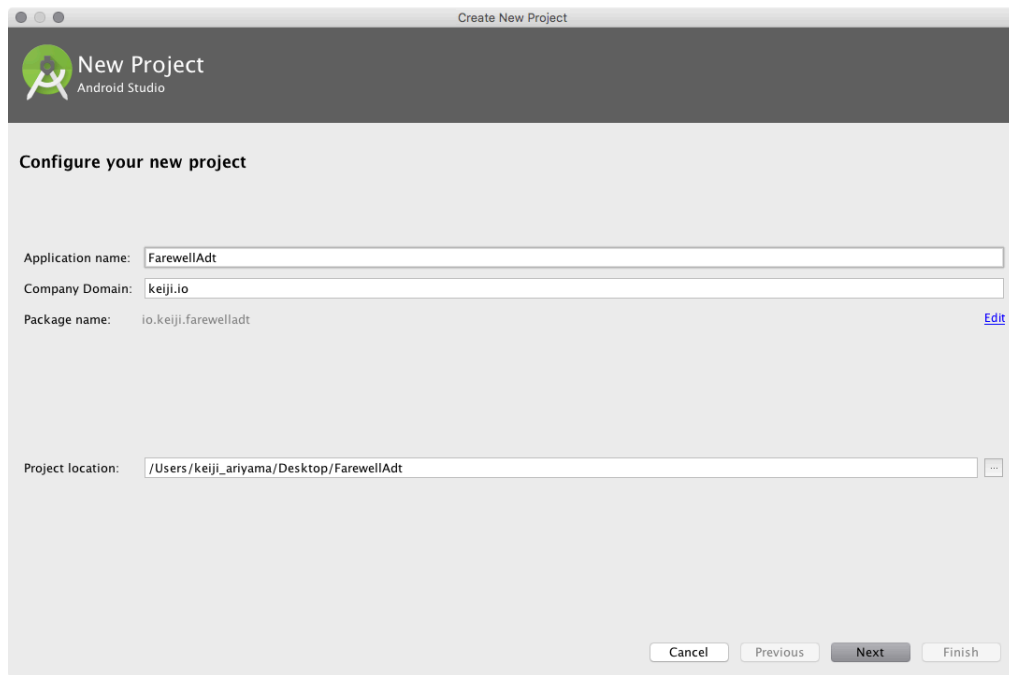 Create New Project
New Project
Android Studio
Configure your new project
Application name: FarewellAdt
Company Domain: keiji.io
Package name: io.keiji.farewelladt Edit
Project location: /Users/keiji_ariyama/Desktop/FarewellAdt ...
Cancel Previous Next Finish